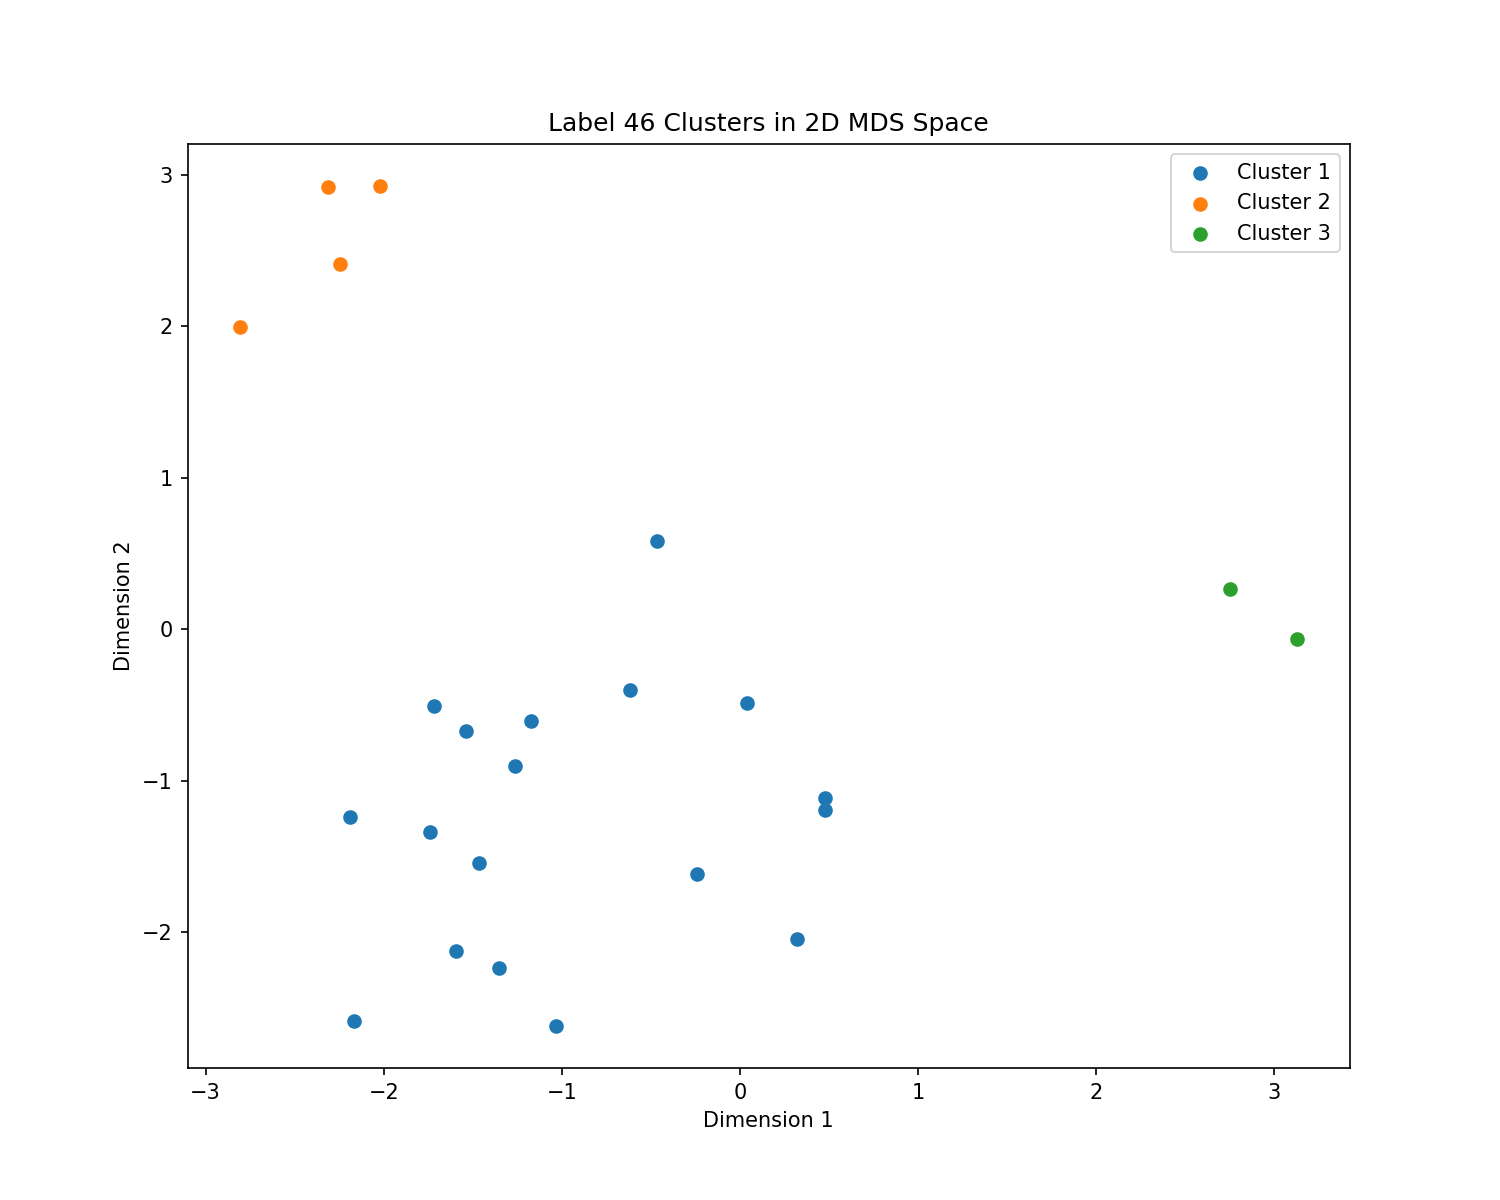 Label 46 Clusters in 2D MDS Space
Cluster 1
Cluster 2
Cluster 3
3
2
1
0
−1
−2
Dimension 2
−3
−2
−1
0
1
2
3
Dimension 1